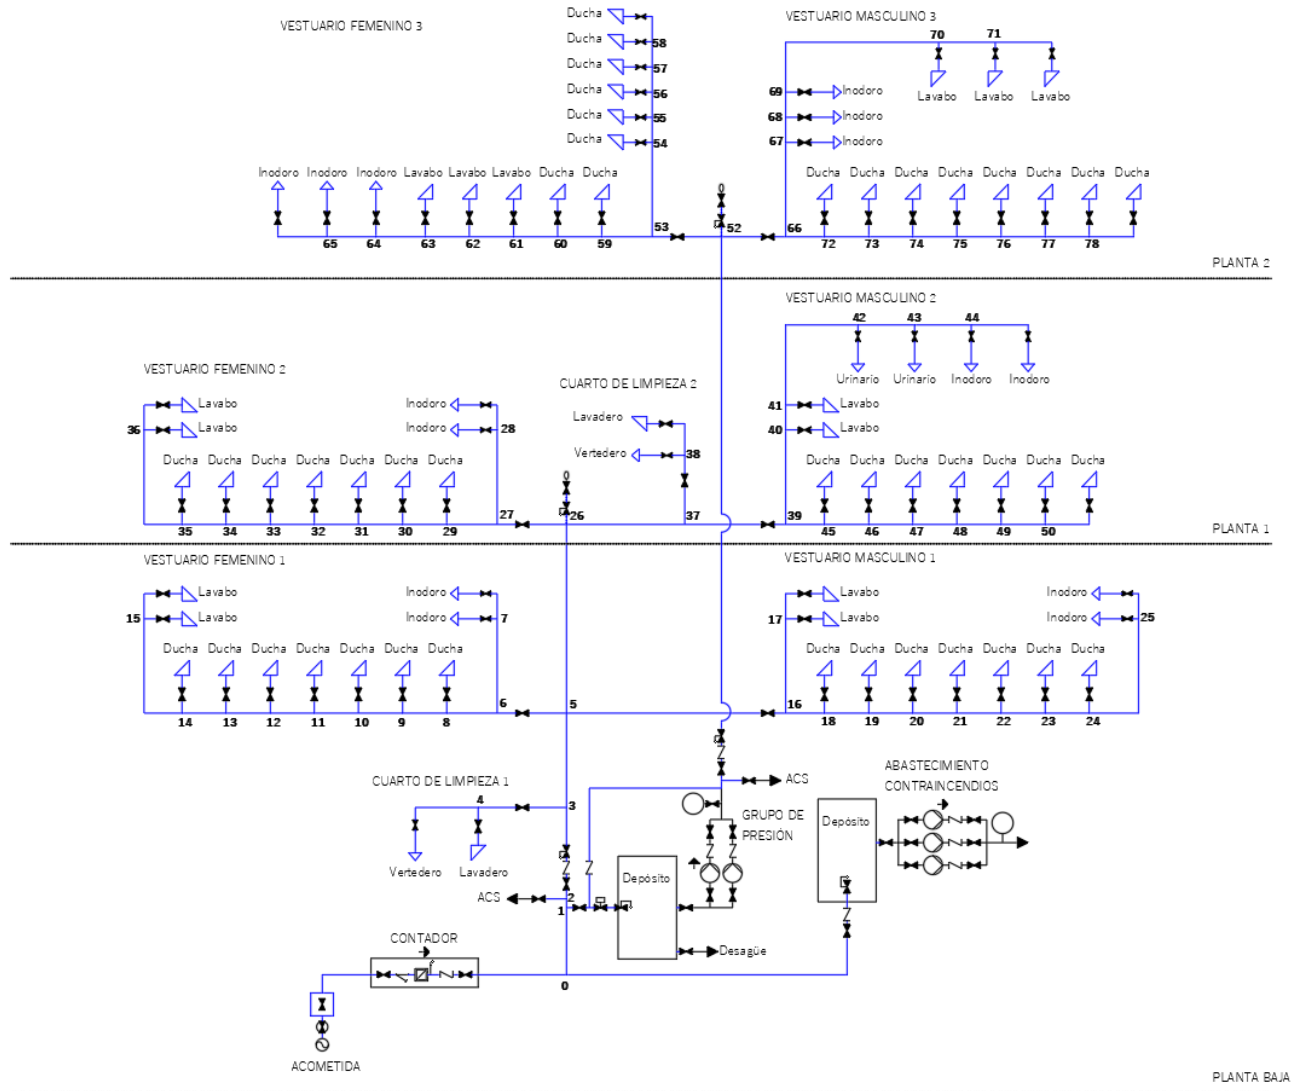 VESTUARIO FEMENINO 3
VESTUARIO MASCULINO 3
Ducha
Ducha
58
Ducha
57
Ducha
56
Ducha
55
Ducha
54
70
71
Lavabo
Lavabo
Lavabo
69
Inodoro
68
Inodoro
67
Inodoro
Inodoro
Inodoro
Inodoro
Lavabo
Lavabo
Lavabo
Ducha
Ducha
Ducha
Ducha
Ducha
Ducha
Ducha
Ducha
Ducha
Ducha
65
64
63
62
61
60
59
53
52
66
72
73
74
75
76
77
78
PLANTA 2
VESTUARIO FEMENINO 2
CUARTO DE LIMPIEZA 2
VESTUARIO MASCULINO 2
42
43
44
Urinario
Urinario
Inodoro
Inodoro
Lavabo
36
Lavabo
Inodoro
Inodoro
28
Lavadero
Vertedero
38
41
Lavabo
40
Lavabo
Ducha
Ducha
Ducha
Ducha
Ducha
Ducha
Ducha
Ducha
Ducha
Ducha
Ducha
Ducha
Ducha
Ducha
35
34
33
32
31
30
29
27
26
37
39
45
46
47
48
49
50
PLANTA 1
VESTUARIO FEMENINO 1
VESTUARIO MASCULINO 1
Lavabo
15
Lavabo
Inodoro
Inodoro
7
Lavabo
17
Lavabo
Inodoro
Inodoro
25
Ducha
Ducha
Ducha
Ducha
Ducha
Ducha
Ducha
Ducha
Ducha
Ducha
Ducha
Ducha
Ducha
Ducha
14
13
12
11
10
9
8
6
5
16
18
19
20
21
22
23
24
CUARTO DE LIMPIEZA 1
4
3
Vertedero
Lavadero
ACS
2
1
ACS
GRUPO DE
PRESIÓN
Depósito
Desagüe
ABASTECIMIENTO
CONTRAINCENDIOS
Depósito
CONTADOR
0
ACOMETIDA
PLANTA BAJA